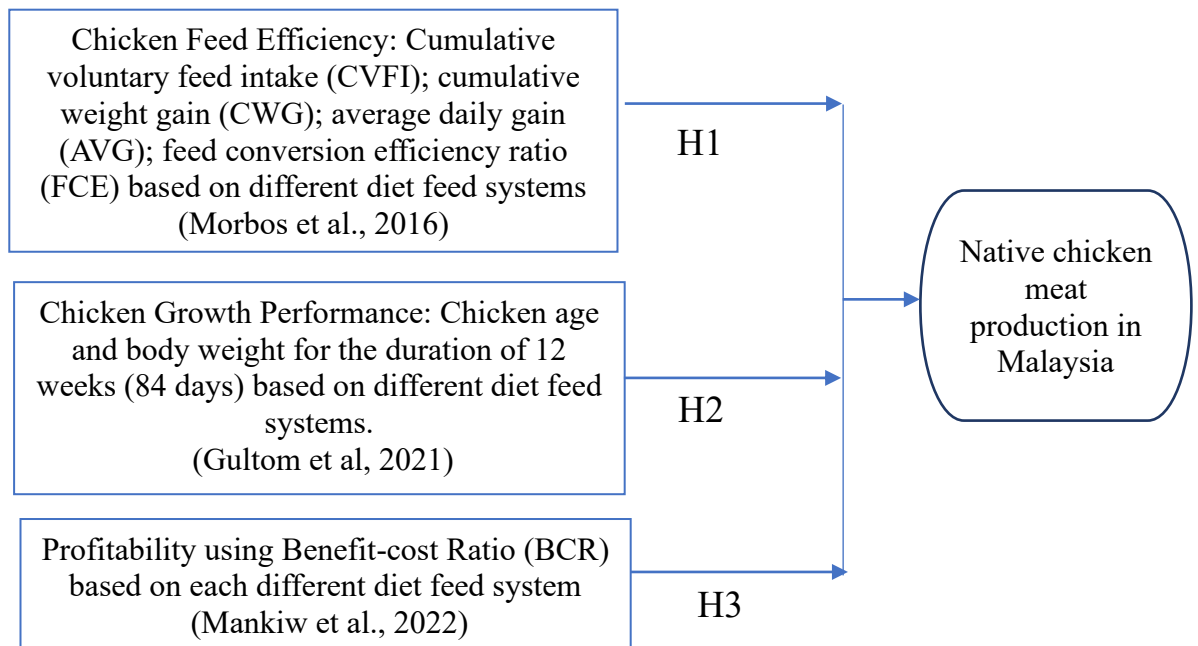 Chicken Feed Efficiency: Cumulative
voluntary feed intake (CVFI); cumulative
weight gain (CWG); average daily gain
(AVG); feed conversion efficiency ratio
(FCE) based on different diet feed systems
(Morbos et al., 2016)
H1
Chicken Growth Performance: Chicken age
and body weight for the duration of 12
weeks (84 days) based on different diet feed
systems.
(Gultom et al, 2021)
H2
Profitability using Benefit-cost Ratio (BCR)
based on each different diet feed system
(Mankiw et al., 2022)
H3
Native chicken
meat
production in
Malaysia